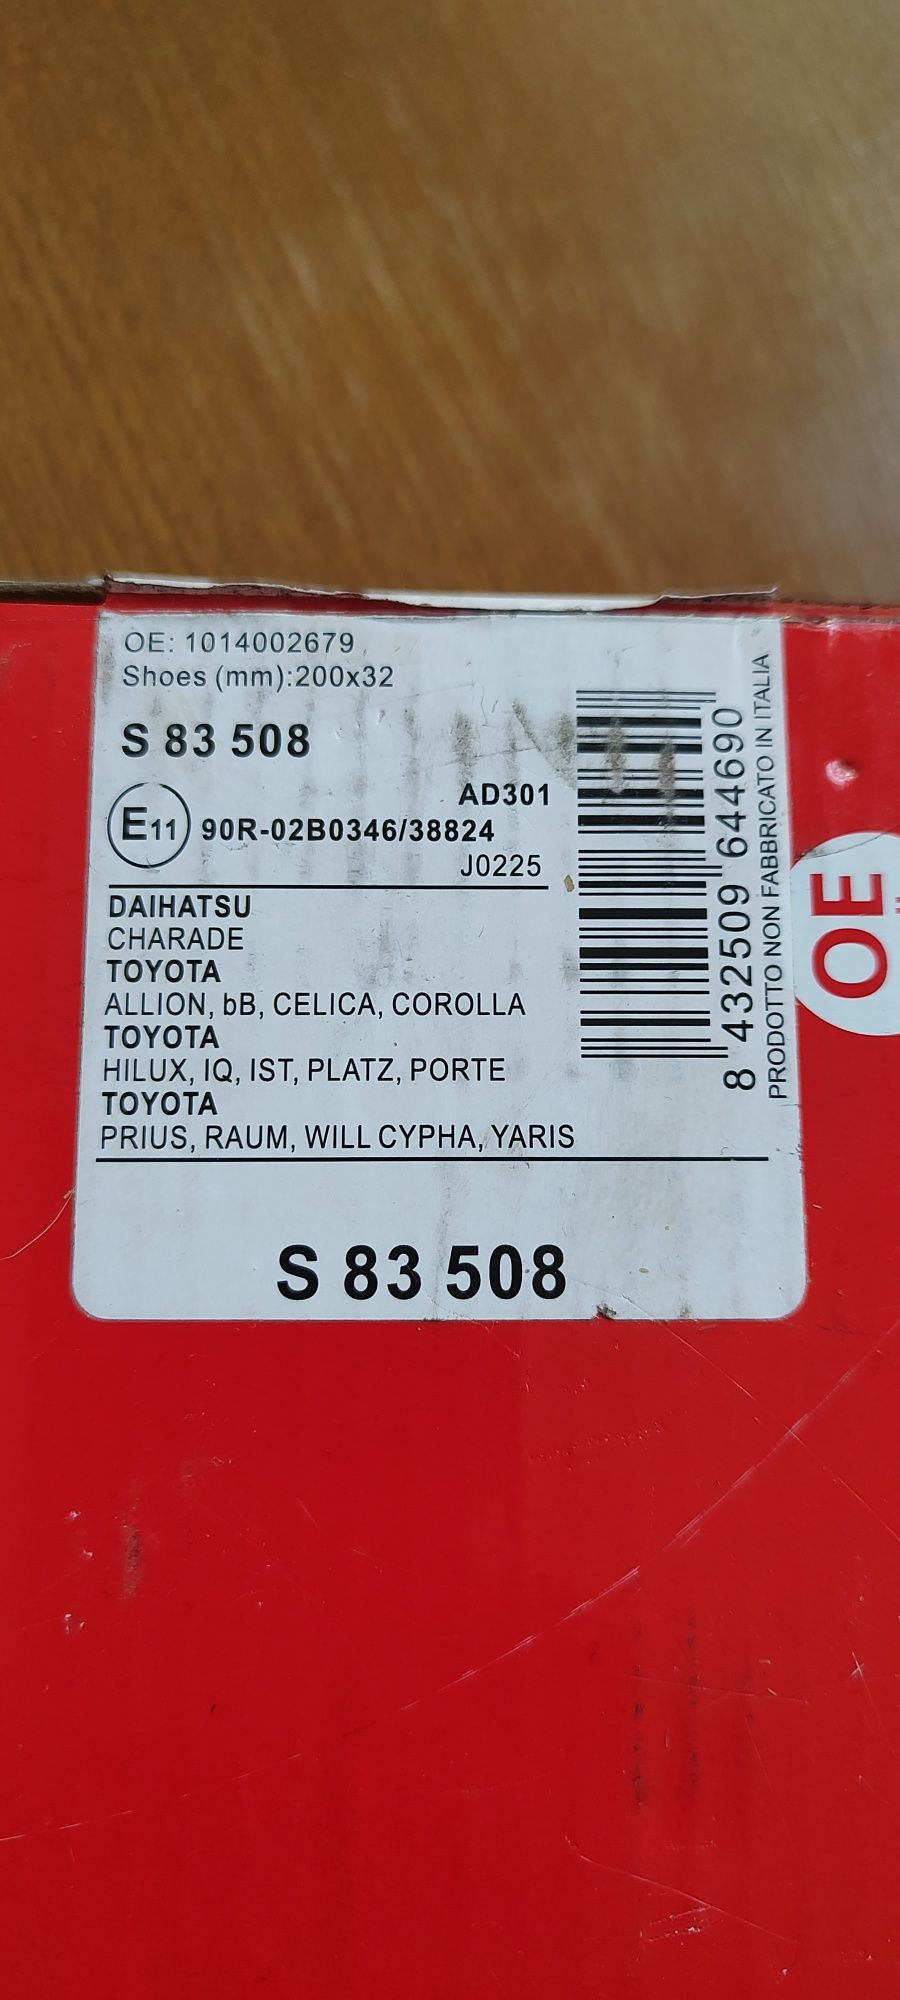 OE: 1014002679
Shoes (mm):200x32
S 83 508
AD301
E11 90R-02B0346/38824
J0225
DAIHATSU
CHARADE
TOYOTA
ALLION, bB, CELICA, COROLLA
TOYOTA
HILUX, IQ, IST, PLATZ, PORTE
TOYOTA
PRIUS, RAUM, WILL CYPHA, YARIS
S 83 508
8 432509 644690
PRODOTTO NON FABBRICATO IN ITALIA
OE